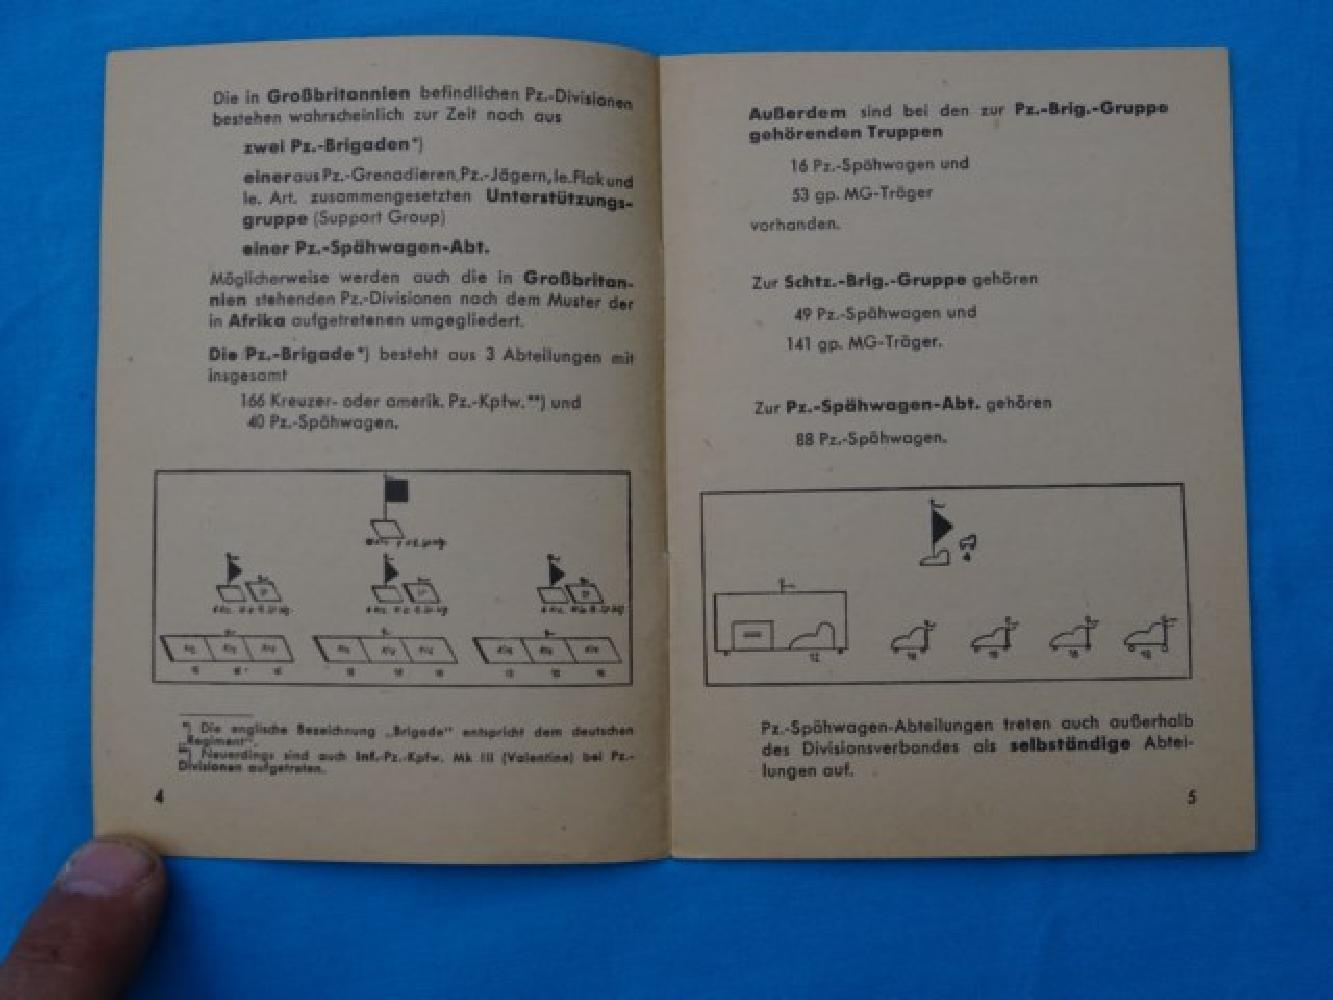 Die in Großbritannien befindlichen Pz.-Divisionen
bestehen wahrscheinlich zur Zeit noch aus
zwei Pz.-Brigaden*)
einer aus Pz.-Grenadieren, Pz.-Jägern, le. Flak und
le. Art. zusammengesetzten Unterstützungs-
gruppe (Support Group)
einer Pz.-Spähwagen-Abt.
Möglicherweise werden auch die in Großbritan-
nien stehenden Pz.-Divisionen nach dem Muster der
in Afrika aufgetretenen umgegliedert.
Die Pz.-Brigade*) besteht aus 3 Abteilungen mit
insgesamt
166 Kreuzer- oder amerik. Pz.-Kpfw.**) und
40 Pz.-Spähwagen.
*) Die englische Bezeichnung „Brigade" entspricht dem deutschen
„Regiment".
**) Neuerdings sind auch Inf.-Pz.-Kpfw. Mk III (Valentine) bei Pz.-
Divisionen aufgetreten.
4
Außerdem sind bei den zur Pz.-Brig.-Gruppe
gehörenden Truppen
16 Pz.-Spähwagen und
53 gp. MG-Träger
vorhanden.
Zur Schtz.-Brig.-Gruppe gehören
49 Pz.-Spähwagen und
141 gp. MG-Träger.
Zur Pz.-Spähwagen-Abt. gehören
88 Pz.-Spähwagen.
4
12
Pz.-Spähwagen-Abteilungen treten auch außerhalb
des Divisionsverbandes als selbständige Abtei-
lungen auf.
5